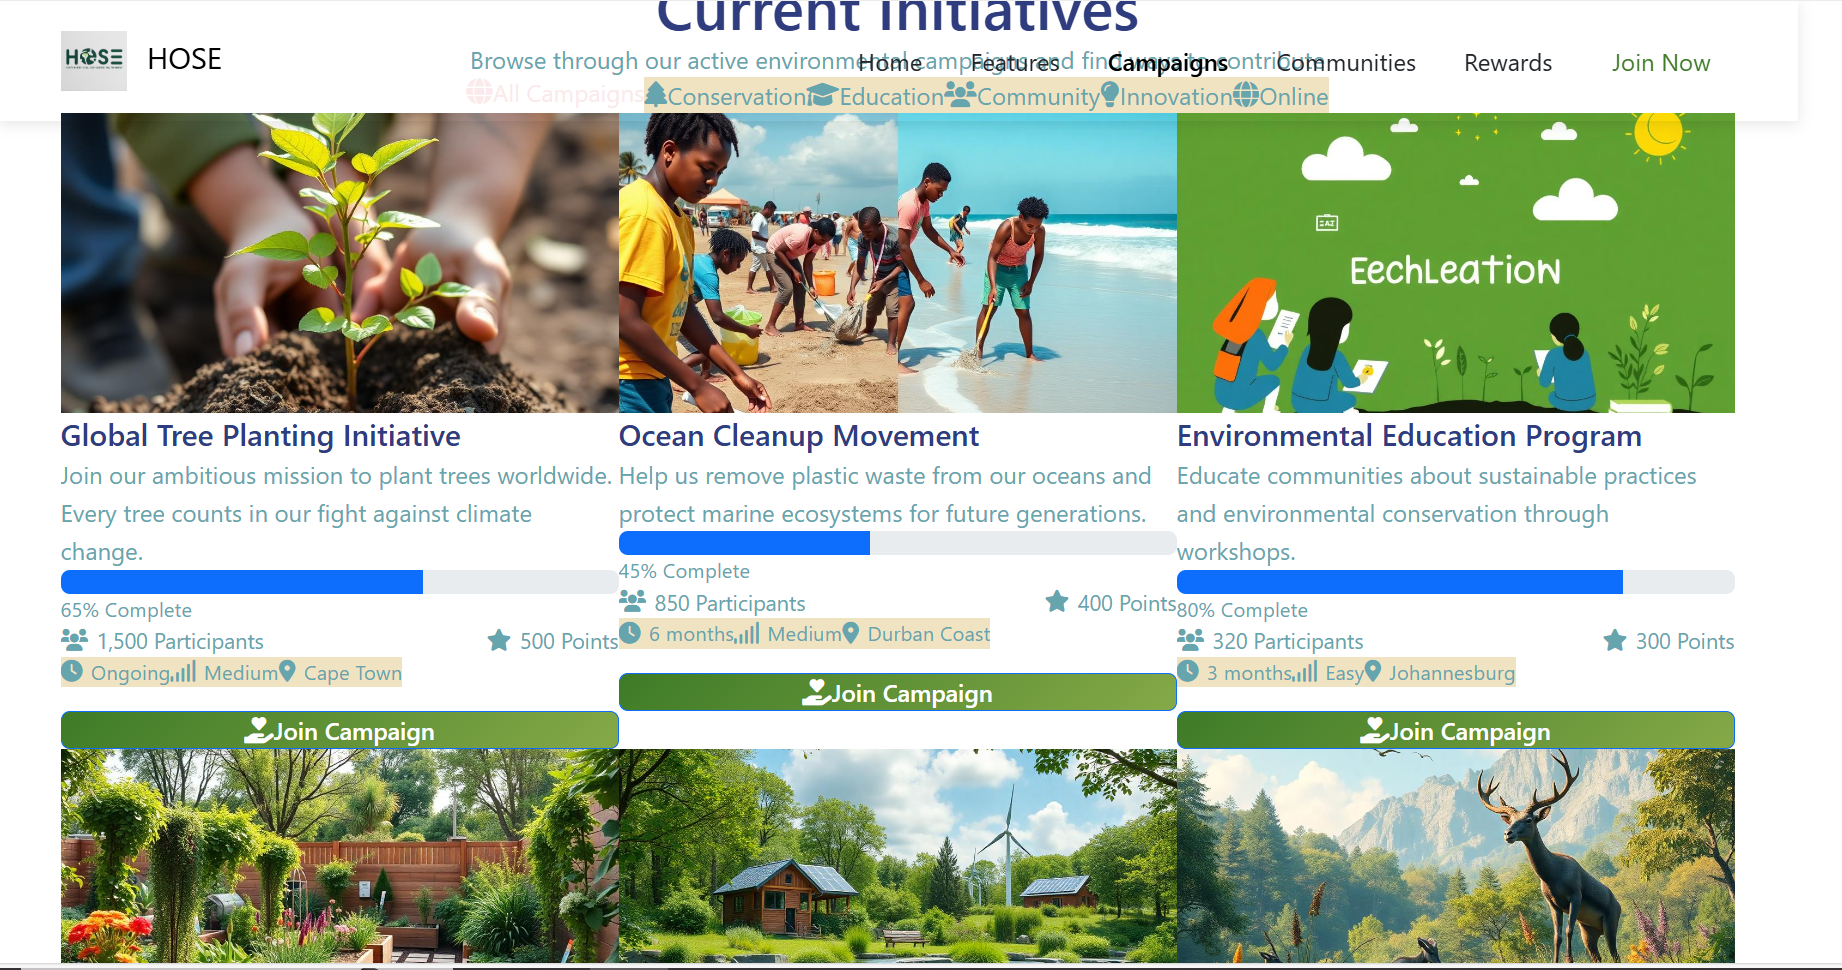 Current Initiatives
HOSE
HOSE
Home
Features
Campaigns
Communities
Rewards
Join Now
Browse through our active environmental campaigns and find ways to contribute
All Campaigns
Conservation
Education
Community
Innovation
Online
EechLeation
Global Tree Planting Initiative
Join our ambitious mission to plant trees worldwide.
Every tree counts in our fight against climate
change.
65% Complete
1,500 Participants
500 Points
Ongoing Medium Cape Town
Join Campaign
Ocean Cleanup Movement
Help us remove plastic waste from our oceans and
protect marine ecosystems for future generations.
45% Complete
850 Participants
400 Points
6 months Medium Durban Coast
Join Campaign
Environmental Education Program
Educate communities about sustainable practices
and environmental conservation through
workshops.
80% Complete
320 Participants
300 Points
3 months Easy Johannesburg
Join Campaign